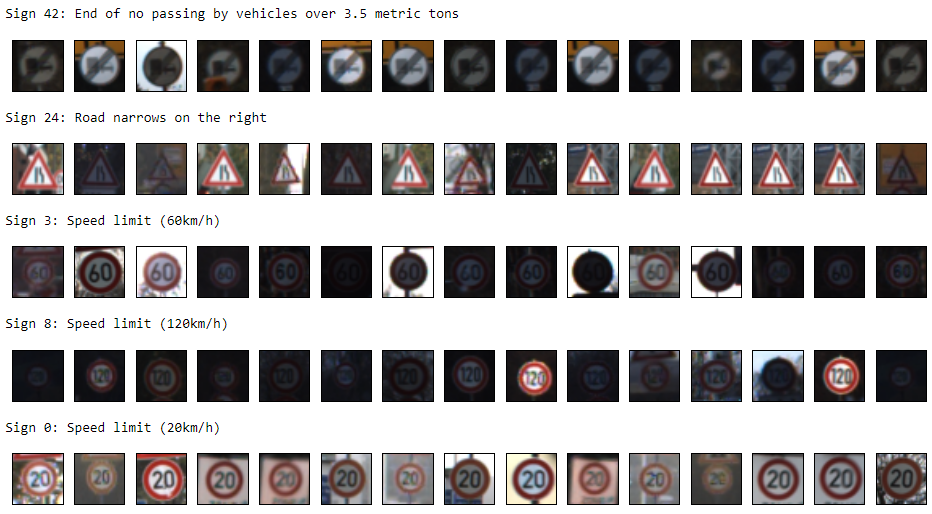 Sign 42: End of no passing by vehicles over 3.5 metric tons
Sign 24: Road narrows on the right
Sign 3: Speed limit (60km/h)
60 60 60 60 60 60 60 60 60 60 60 60 60 60 60
Sign 8: Speed limit (120km/h)
120 120 120 120 120 120 120 120 120 120 120 120 120 120 120
Sign 0: Speed limit (20km/h)
20 20 20 20 20 20 20 20 20 20 20 20 20 20 20